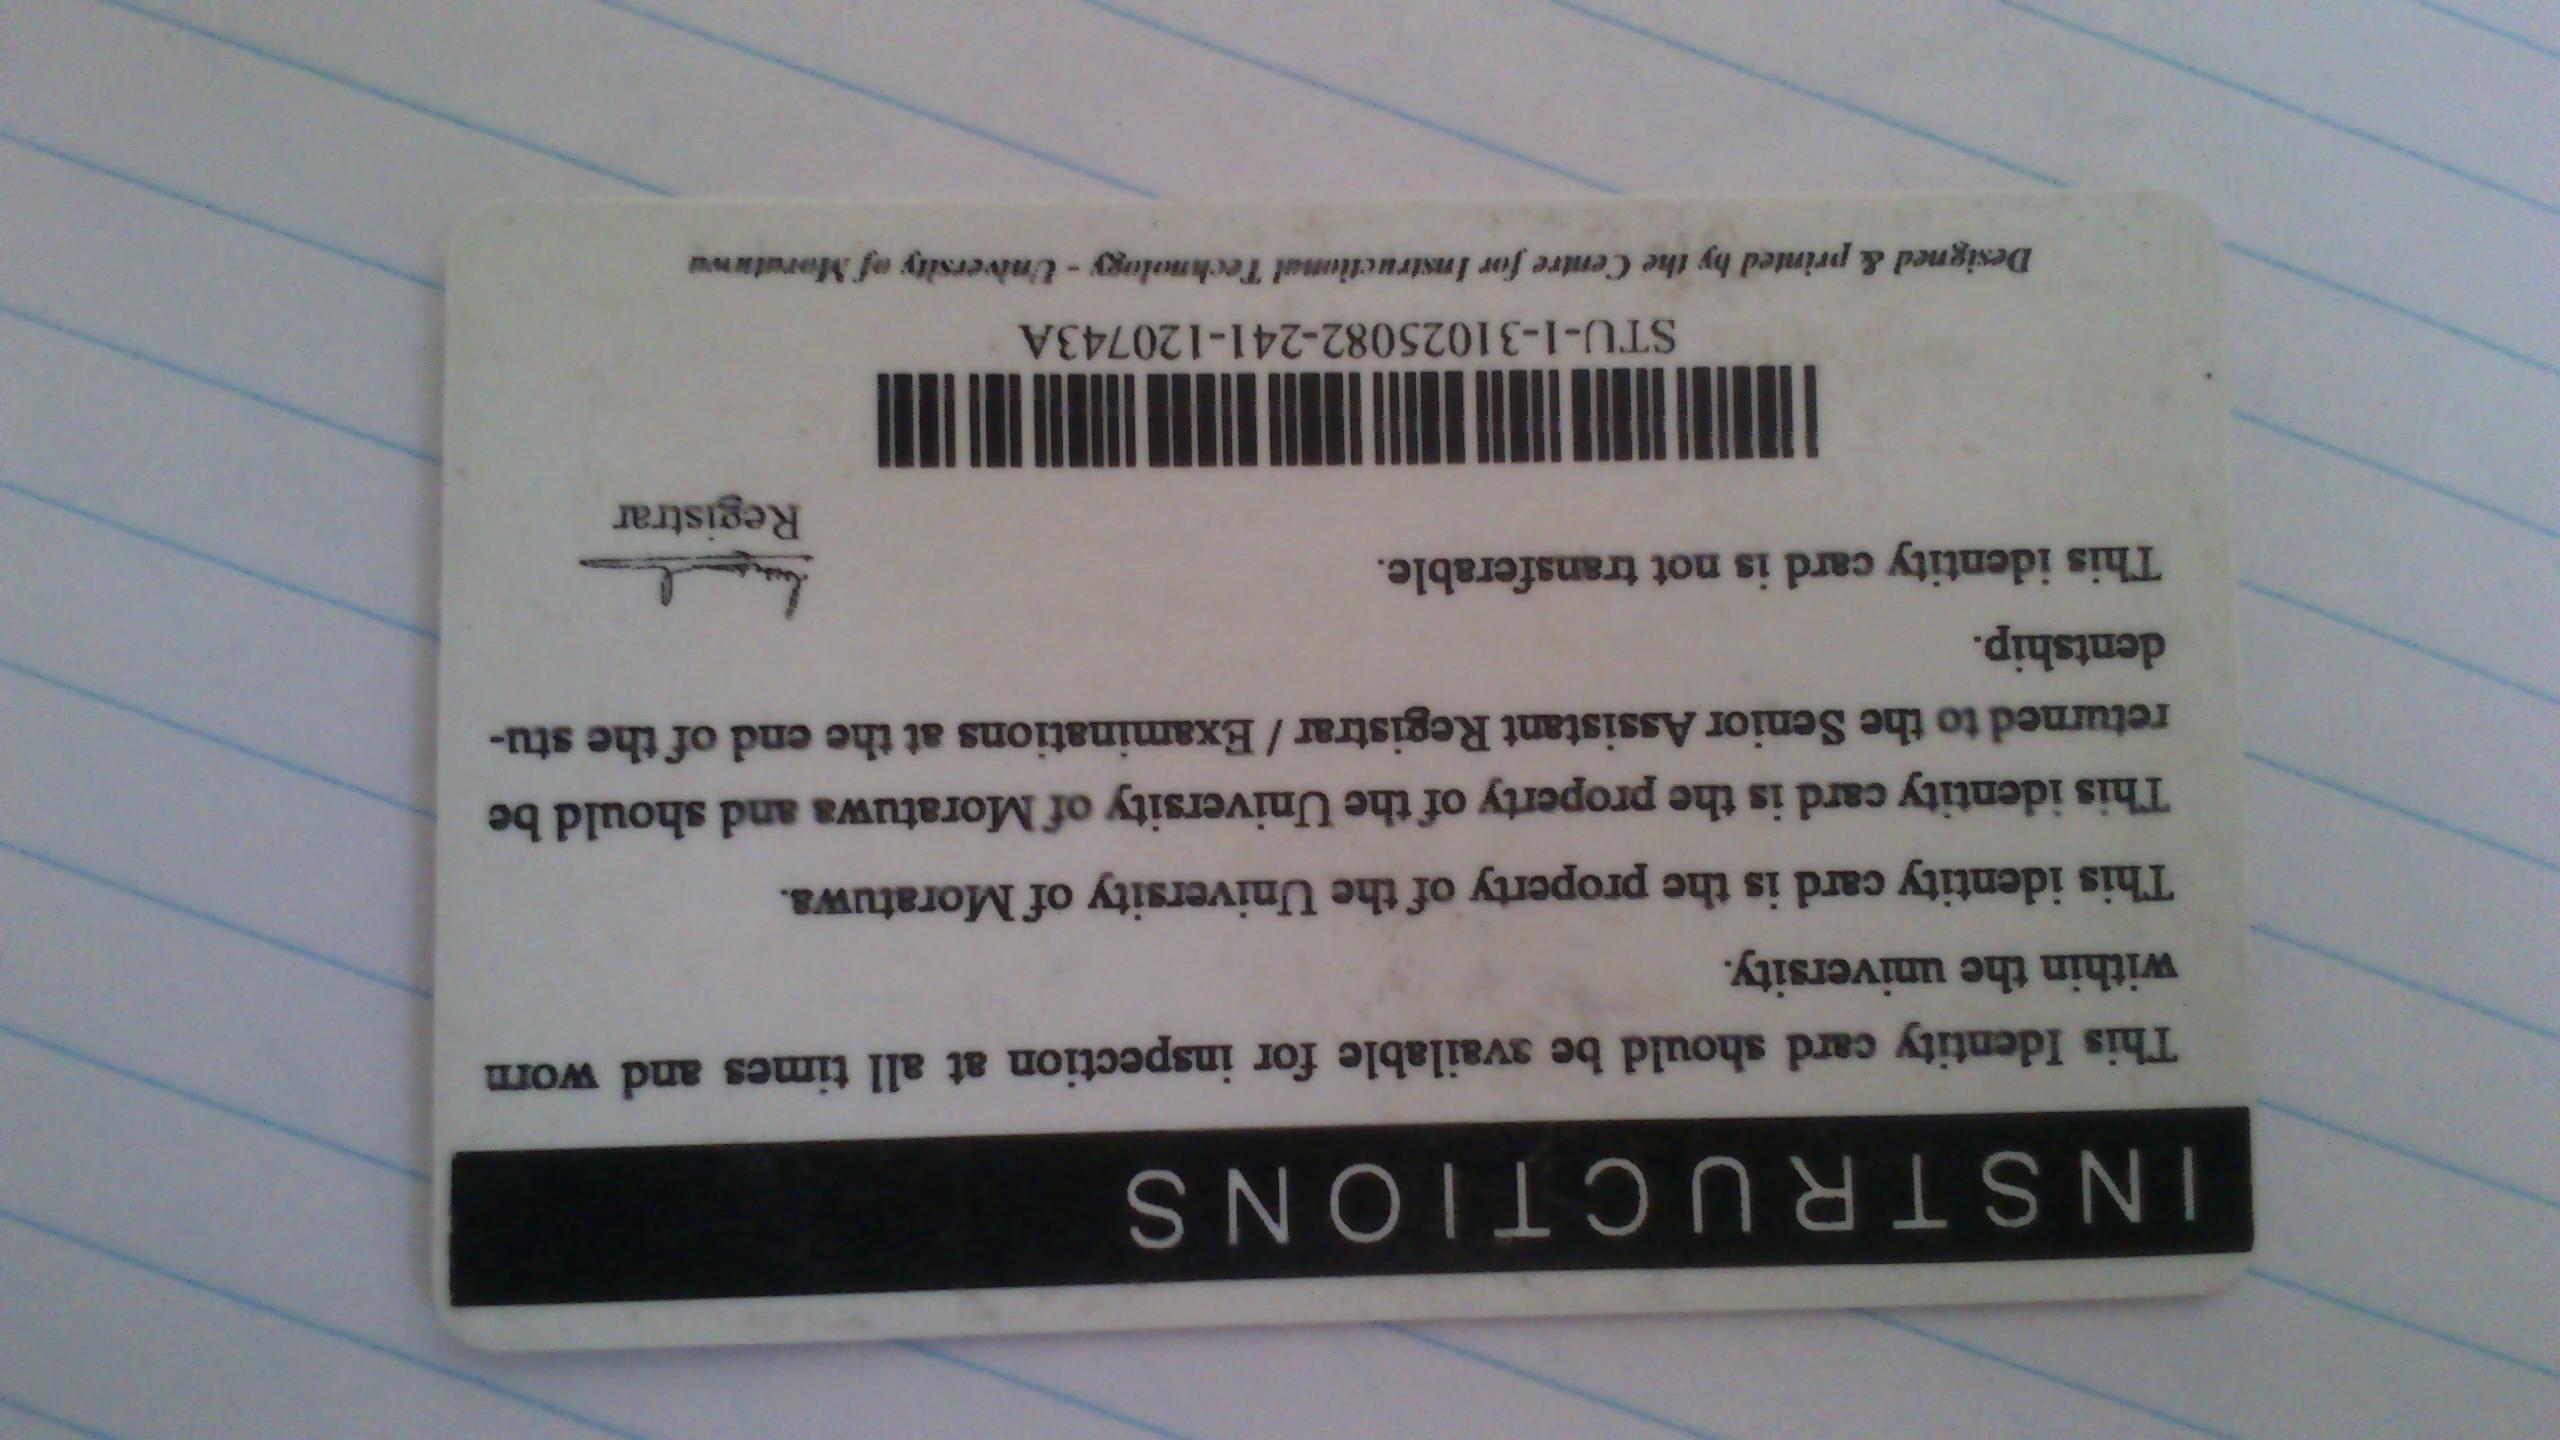 INSTRUCTIONS
This Identity card should be available for inspection at all times and worn
within the university.
This identity card is the property of the University of Moratuwa.
This identity card is the property of the University of Moratuwa and should be
returned to the Senior Assistant Registrar / Examinations at the end of the stu-
dentship.
This identity card is not transferable.
Registrar
STU-1-31025082-241-120743A
Designed & printed by the Centre for Instructional Technology - University of Moratuwa